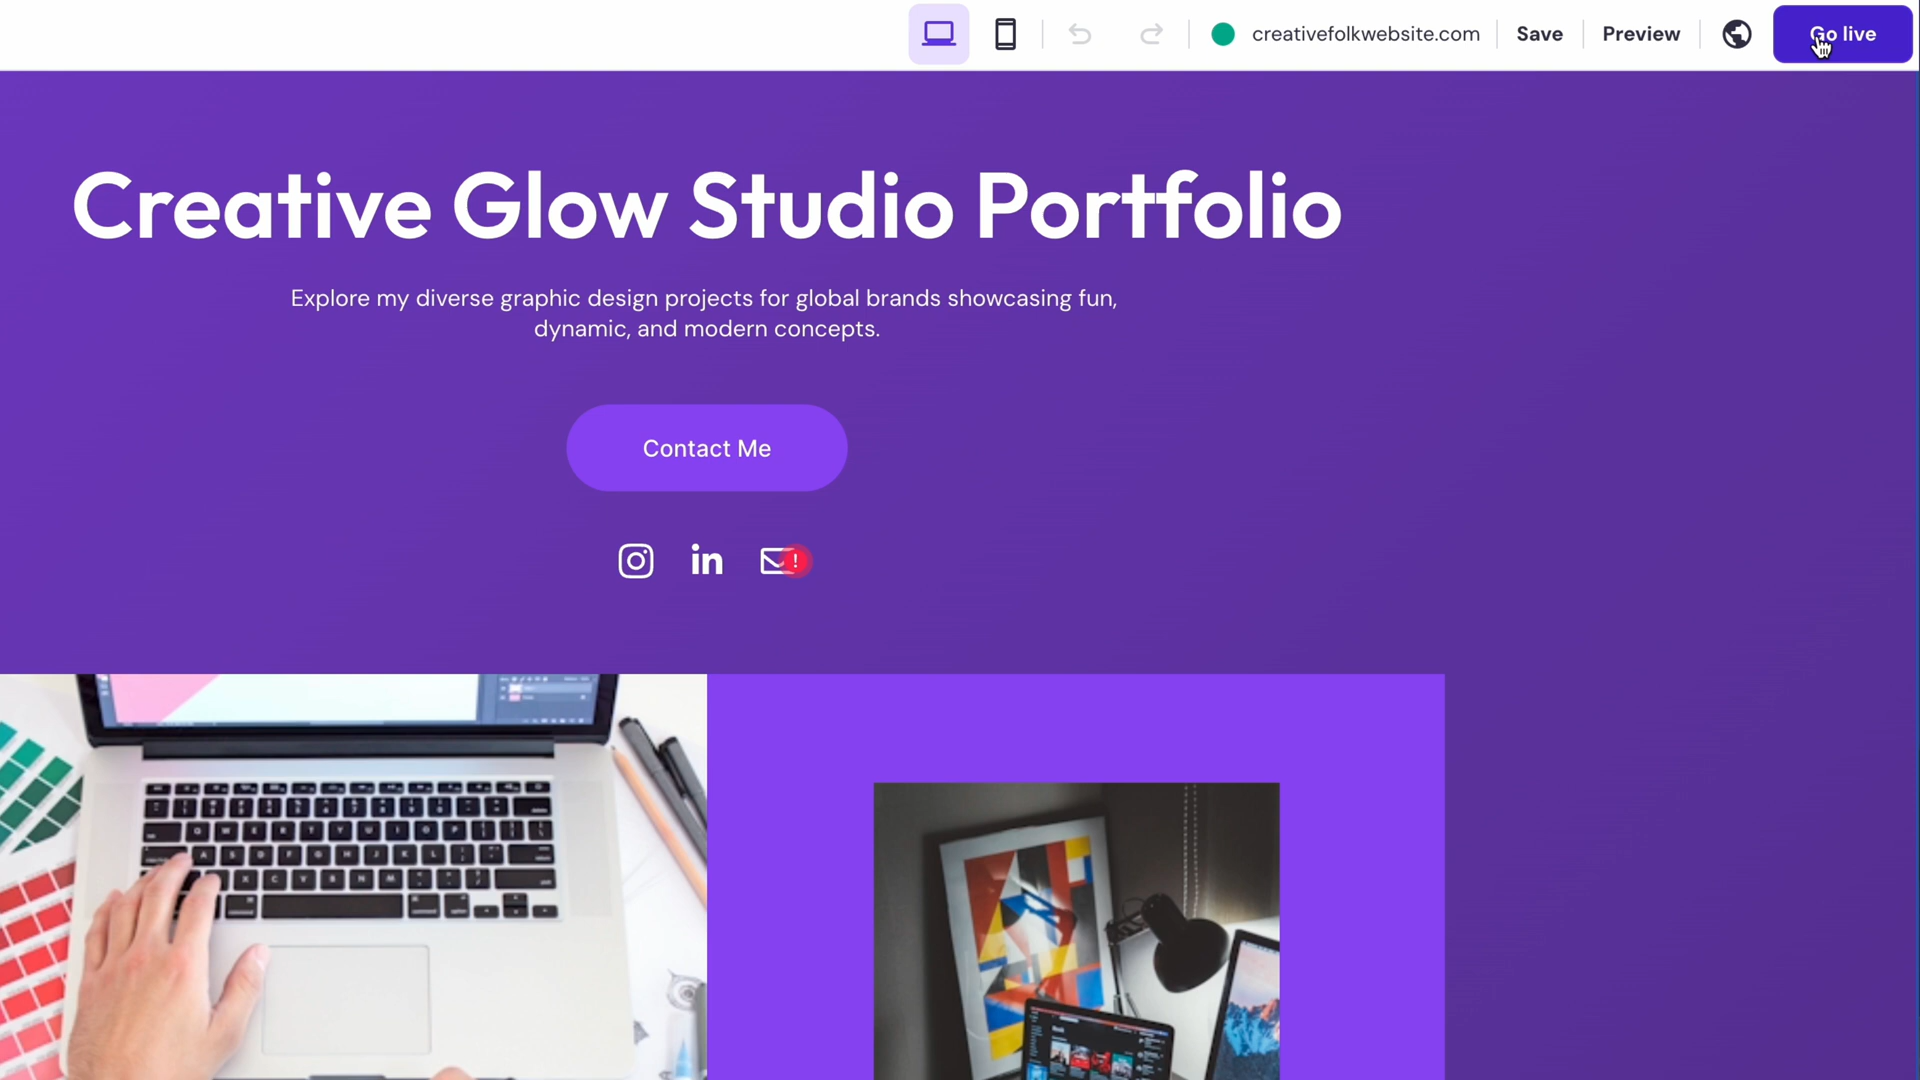 creativefolkwebsite.com Save Preview Go live
Creative Glow Studio Portfolio
Explore my diverse graphic design projects for global brands showcasing fun,
dynamic, and modern concepts.
Contact Me
in
!